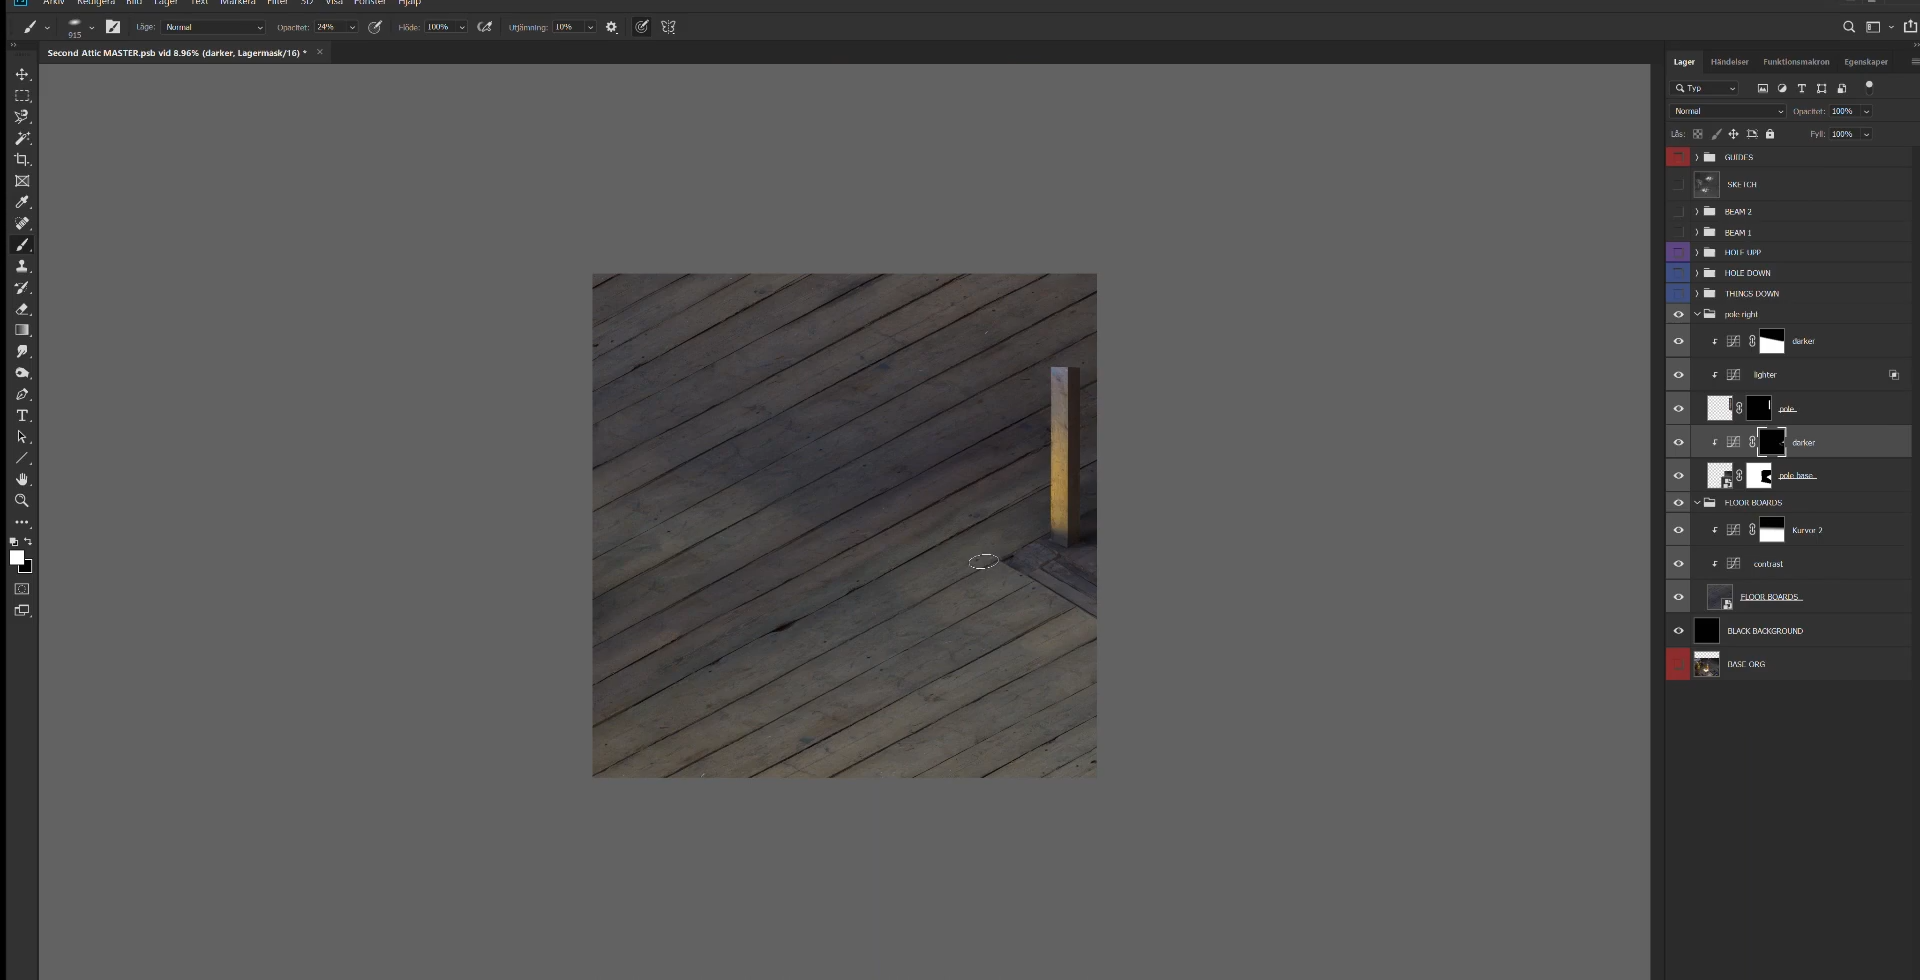 Arkiv Redigera Bild Lager Text Markera Filter 3D Visa Fönster Hjälp
915 Läge: Normal Opacitet: 24% Flöde: 100% Utjämning: 10%
Second Attic MASTER.psb vid 8.96% (darker, Lagermask/16) *
Lager Händelser Funktionsmakron Egenskaper
Typ
Normal Opacitet: 100%
Lås: Fyll: 100%
GUIDES
SKETCH
BEAM 2
BEAM 1
HOLE UPP
HOLE DOWN
THINGS DOWN
pole right
darker
lighter
pole
darker
pole base
FLOOR BOARDS
Kurvor 2
contrast
FLOOR BOARDS
BLACK BACKGROUND
BASE ORG